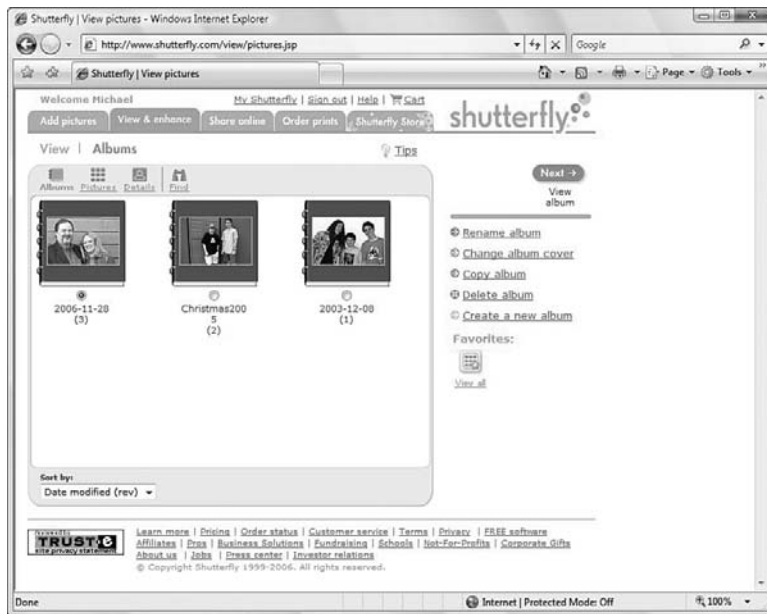 Shutterfly | View pictures - Windows Internet Explorer
http://www.shutterfly.com/view/pictures.jsp
Google
Shutterfly | View pictures
Page
Tools
Welcome Michael
My Shutterfly | Sign out | Help | Cart
Add pictures
View & enhance
Share online
Order prints
Shutterfly Store
shutterfly
View | Albums
Tips
Albums
Pictures
Details
Find
2006-11-28
(3)
Christmas200
5
(2)
2003-12-08
(1)
Sort by:
Date modified (rev)
Next →
View
album
Rename album
Change album cover
Copy album
Delete album
Create a new album
Favorites:
View all
TRUSTe
site privacy statement
Learn more | Pricing | Order status | Customer service | Terms | Privacy | FREE software
Affiliates | Pros | Business Solutions | Fundraising | Schools | Not-For-Profits | Corporate Gifts
About us | Jobs | Press center | Investor relations
© Copyright Shutterfly 1999-2006. All rights reserved.
Done
Internet | Protected Mode: Off
100%